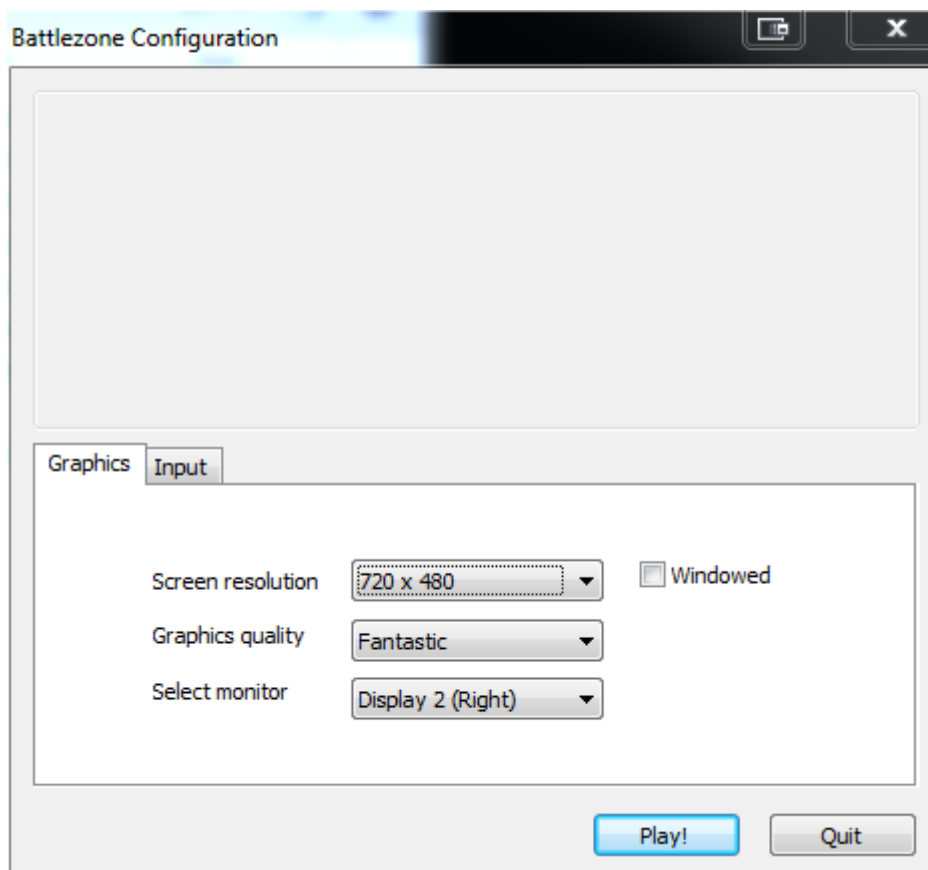 Battlezone Configuration
Graphics
Input
Screen resolution
720 x 480
Windowed
Graphics quality
Fantastic
Select monitor
Display 2 (Right)
Play!
Quit